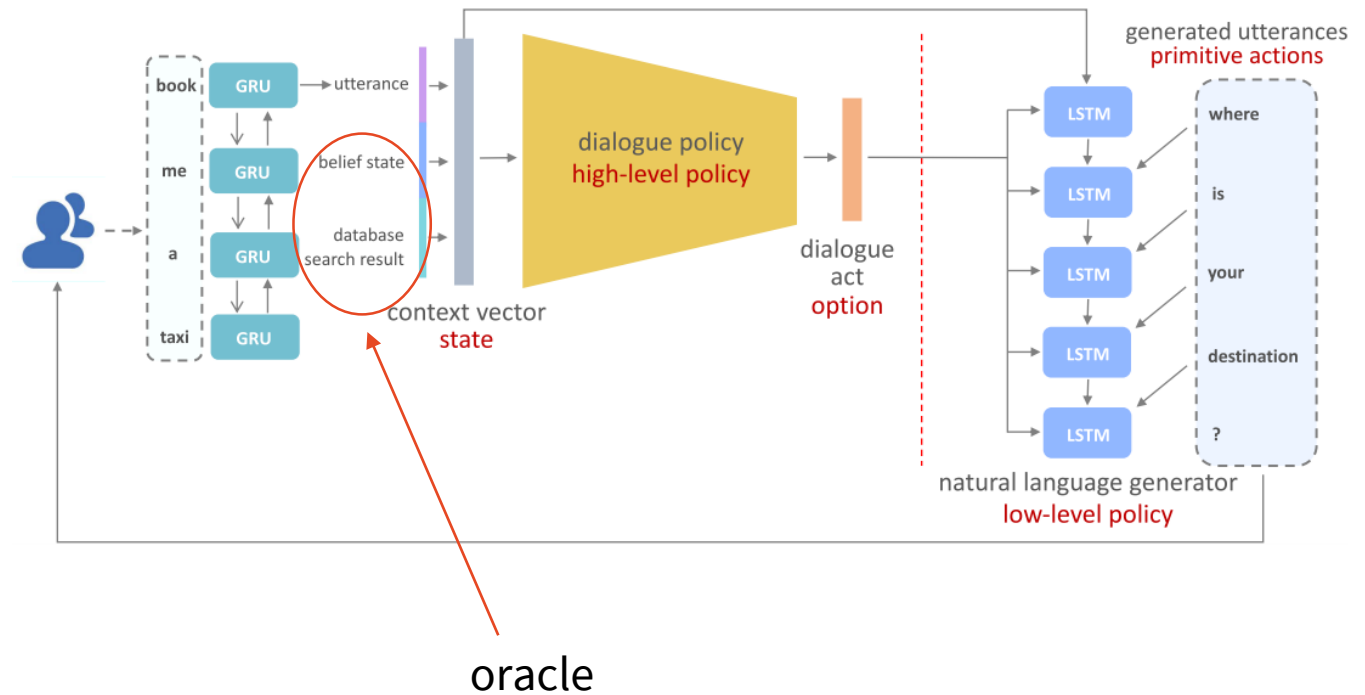 book
GRU
utterance
me
GRU
belief state
a
GRU
database
search result
taxi
GRU
context vector
state
dialogue policy
high-level policy
dialogue
act
option
generated utterances
primitive actions
LSTM
where
LSTM
is
LSTM
your
LSTM
destination
LSTM
?
natural language generator
low-level policy
oracle